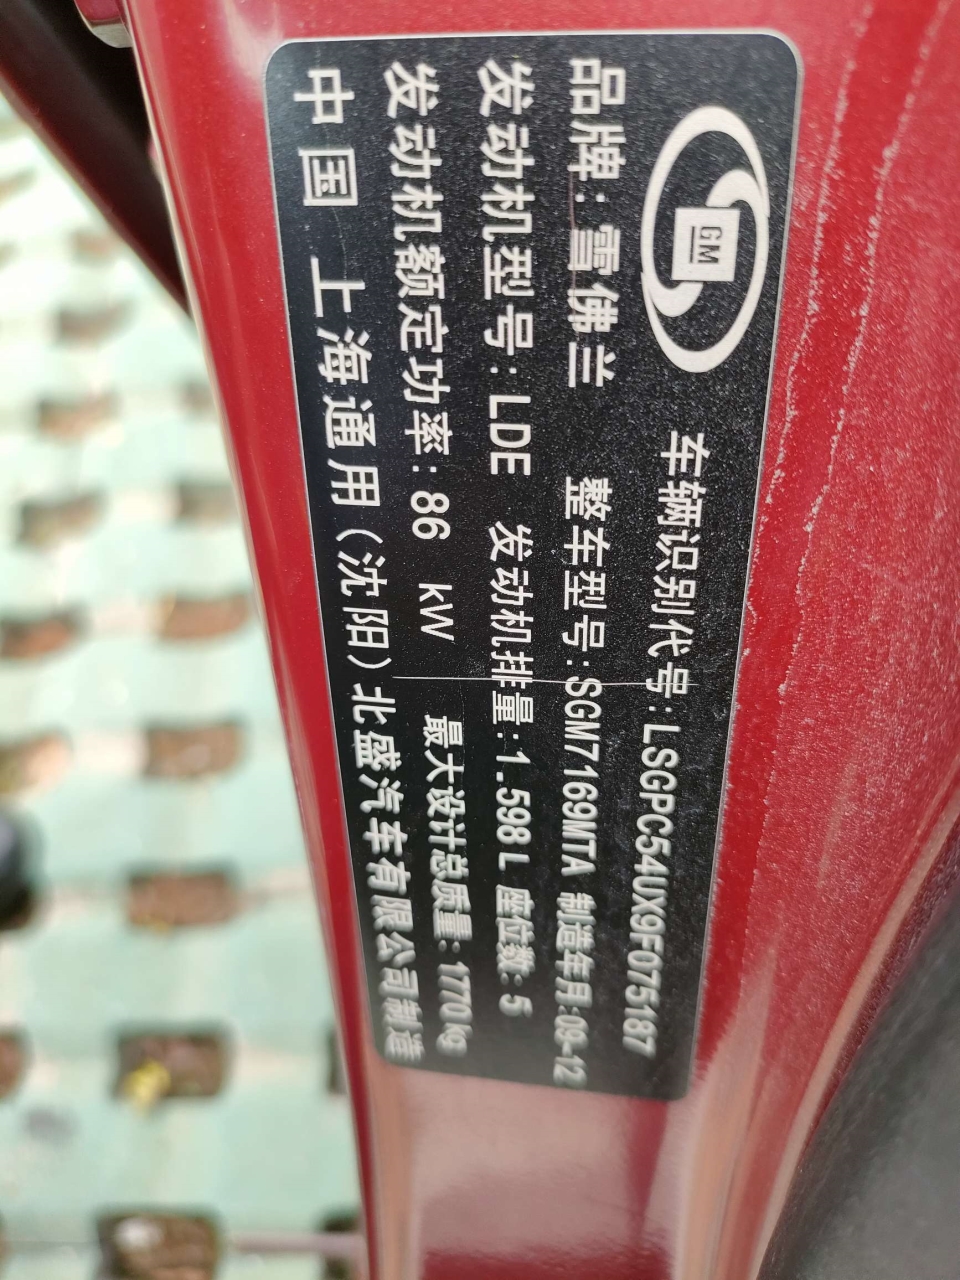 GM
车辆识别代号:LSGPC54UX9F075187
品牌:雪佛兰 整车型号:SGM7169MTA 制造年月:09-12
发动机型号:LDE 发动机排量:1.598L 座位数:5
发动机额定功率:86 kW 最大设计总质量:1770kg
中国 上海通用(沈阳)北盛汽车有限公司制造